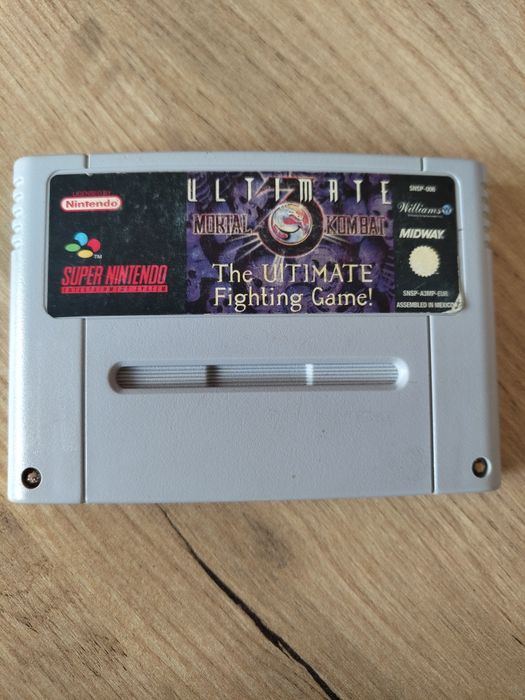 LICENSED BY
Nintendo
TM
SUPER NINTENDO
ENTERTAINMENT SYSTEM
ULTIMATE
MORTAL KOMBAT
The ULTIMATE
Fighting Game!
SNSP-006
Williams
MIDWAY
SNSP-A3MP-EUR
ASSEMBLED IN MEXICO